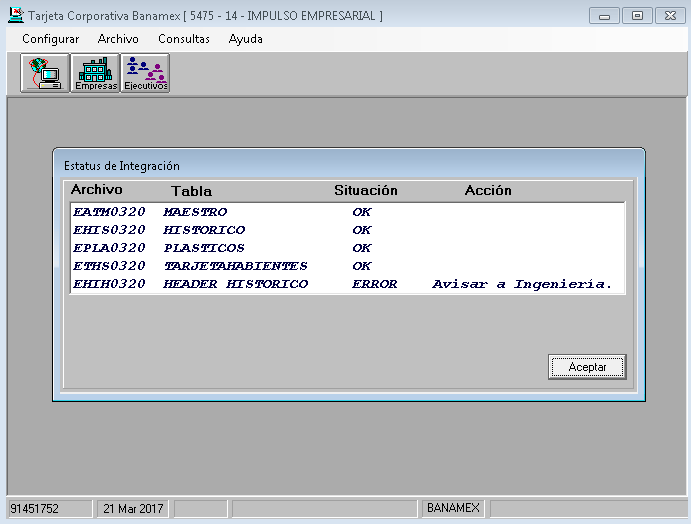 Tarjeta Corporativa Banamex [ 5475 - 14 - IMPULSO EMPRESARIAL ]
Configurar Archivo Consultas Ayuda
Empresas Ejecutivos
Estatus de Integración
Archivo Tabla Situación Acción
EATM0320 MAESTRO OK
EHIS0320 HISTORICO OK
EPLA0320 PLASTICOS OK
ETHS0320 TARJETAHABIENTES OK
EHIH0320 HEADER HISTORICO ERROR Avisar a Ingeniería.
Aceptar
91451752 21 Mar 2017 BANAMEX